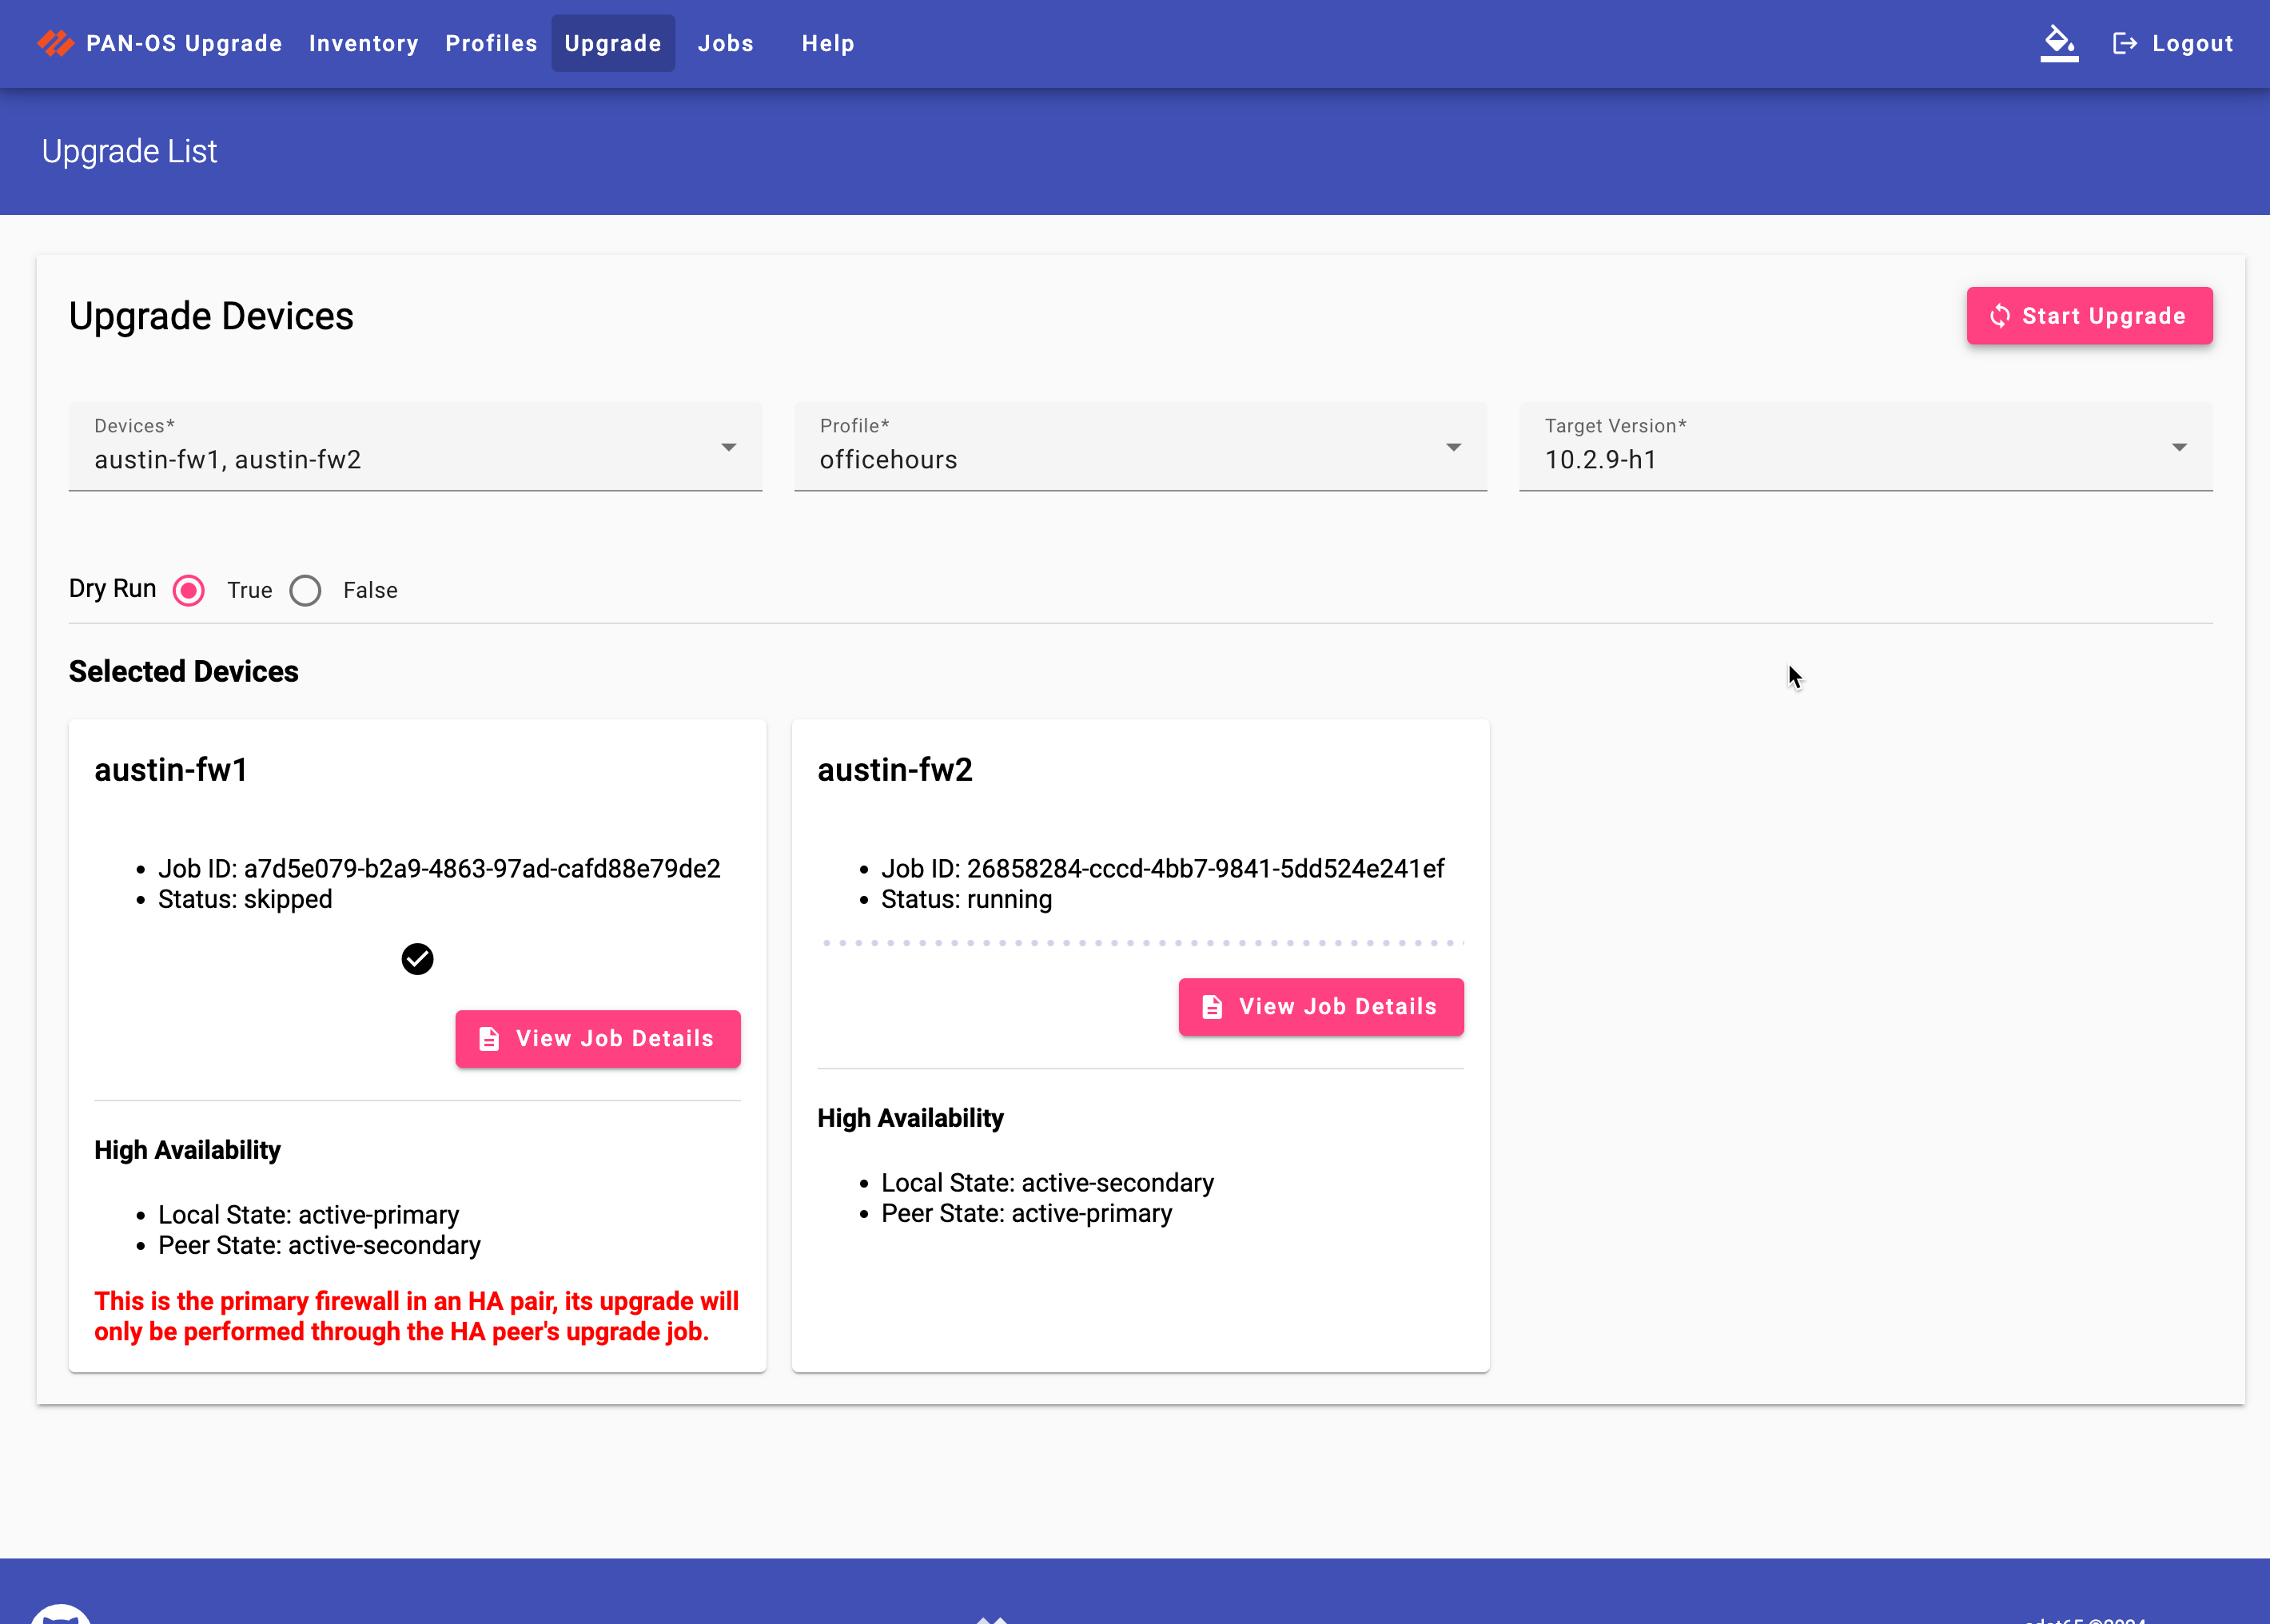 PAN-OS Upgrade Inventory Profiles Upgrade Jobs Help Logout
Upgrade List
Upgrade Devices
Start Upgrade
Devices* Profile* Target Version*
austin-fw1, austin-fw2 officehours 10.2.9-h1
Dry Run True False
Selected Devices
austin-fw1
Job ID: a7d5e079-b2a9-4863-97ad-cafd88e79de2
Status: skipped
View Job Details
High Availability
Local State: active-primary
Peer State: active-secondary
This is the primary firewall in an HA pair, its upgrade will
only be performed through the HA peer's upgrade job.
austin-fw2
Job ID: 26858284-cccd-4bb7-9841-5dd524e241ef
Status: running
View Job Details
High Availability
Local State: active-secondary
Peer State: active-primary